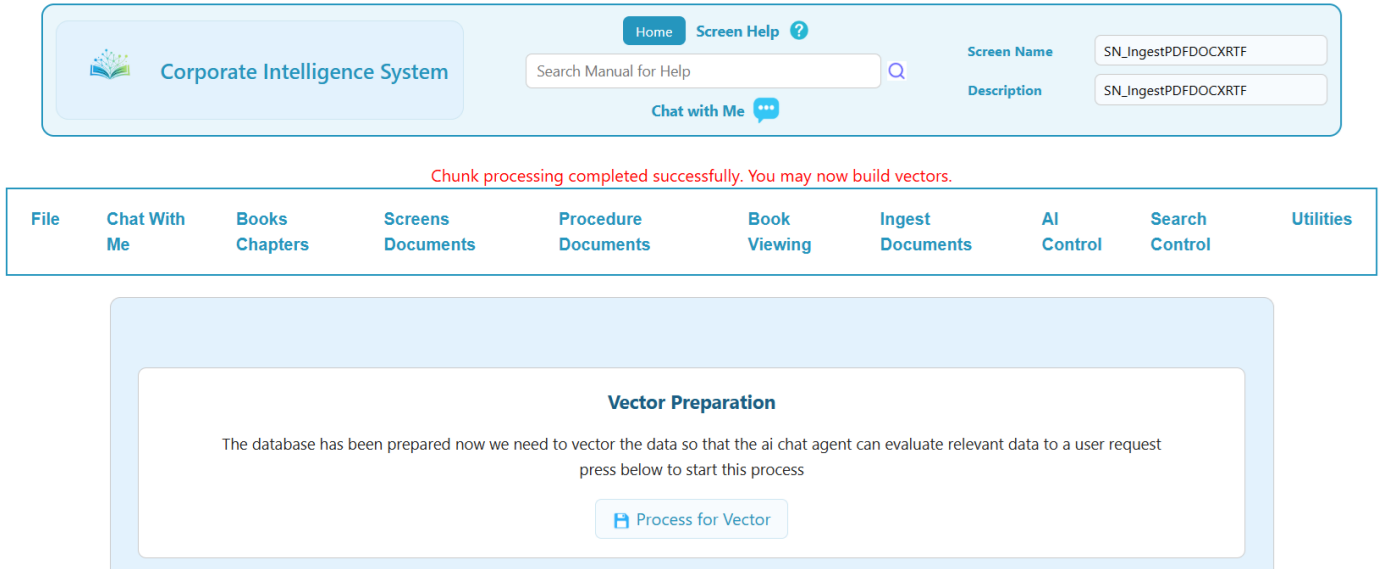 Home
Screen Help ?
Corporate Intelligence System
Search Manual for Help
Chat with Me
Screen Name
SN_IngestPDFDOCXRTF
Description
SN_IngestPDFDOCXRTF
Chunk processing completed successfully. You may now build vectors.
File
Chat With
Me
Books
Chapters
Screens
Documents
Procedure
Documents
Book
Viewing
Ingest
Documents
AI
Control
Search
Control
Utilities
Vector Preparation
The database has been prepared now we need to vector the data so that the ai chat agent can evaluate relevant data to a user request
press below to start this process
Process for Vector